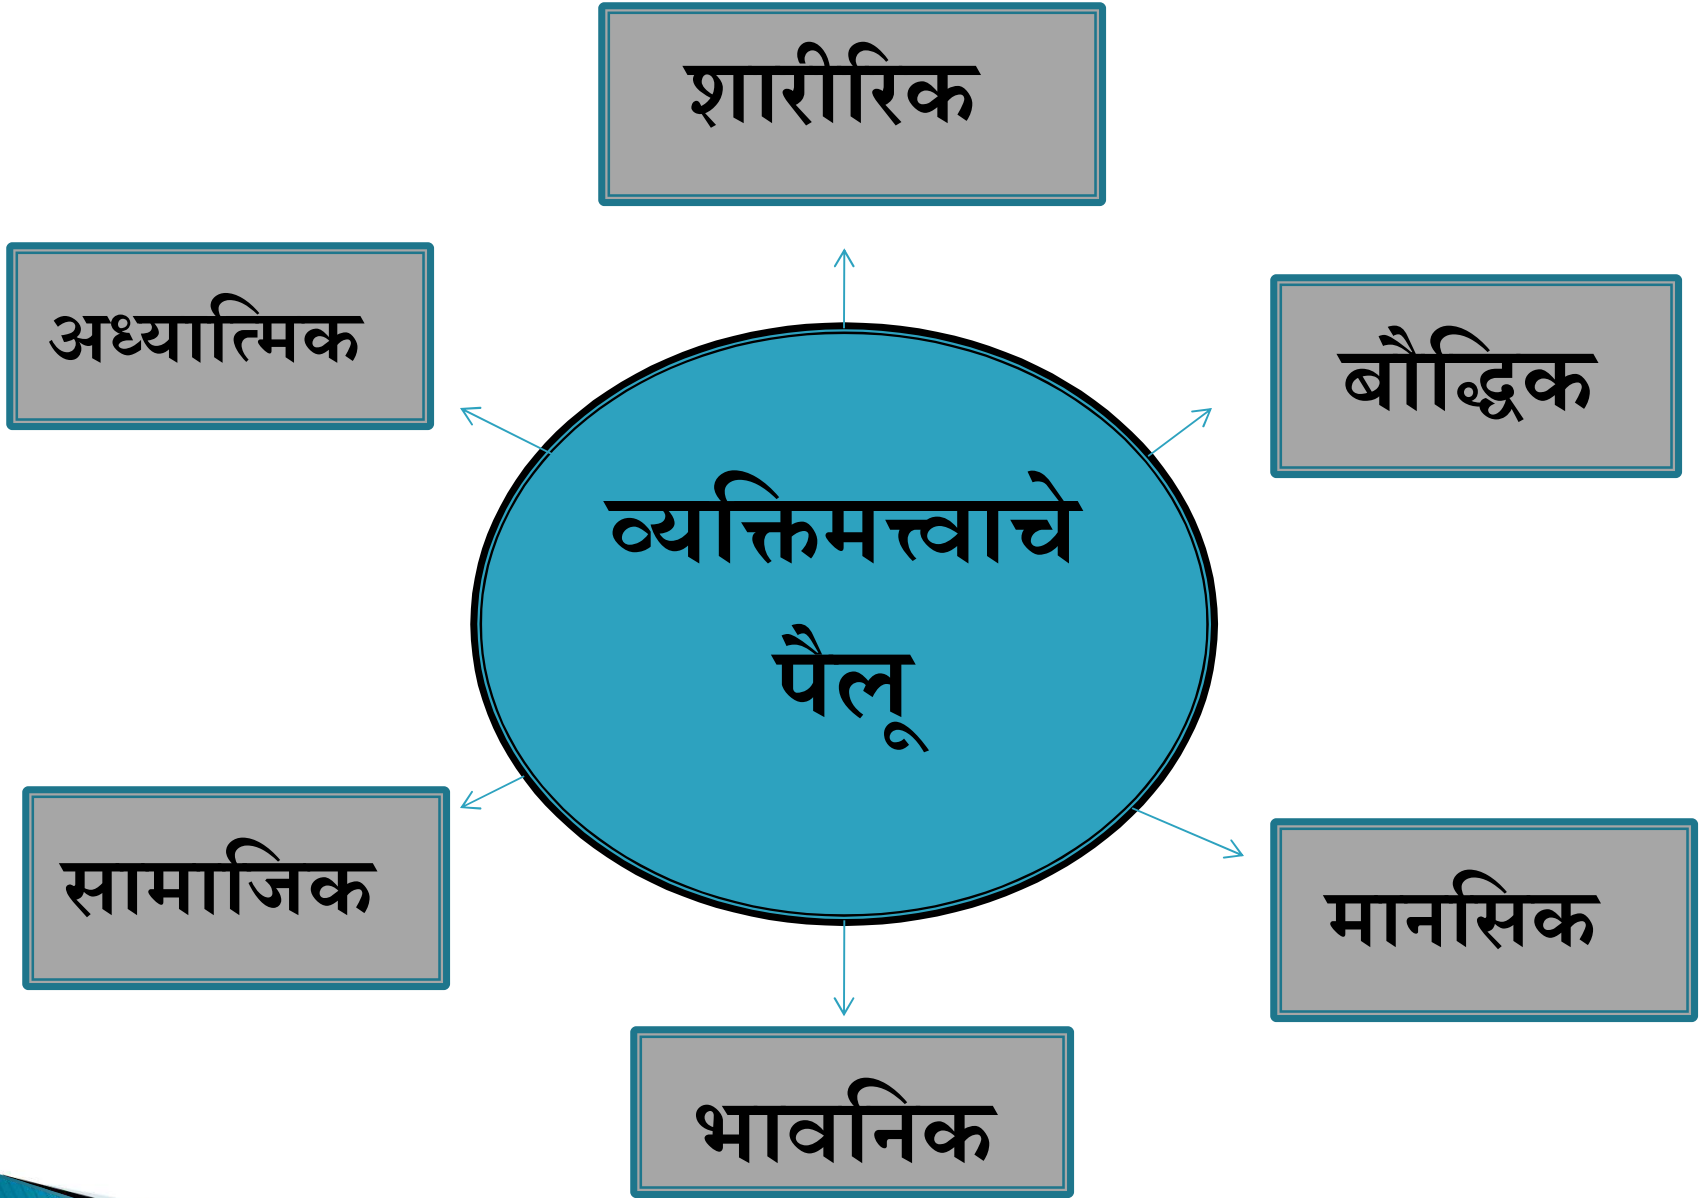 शारीरिक
अध्यात्मिक
बौद्धिक
व्यक्तिमत्त्वाचे
पैलू
सामाजिक
मानसिक
भावनिक